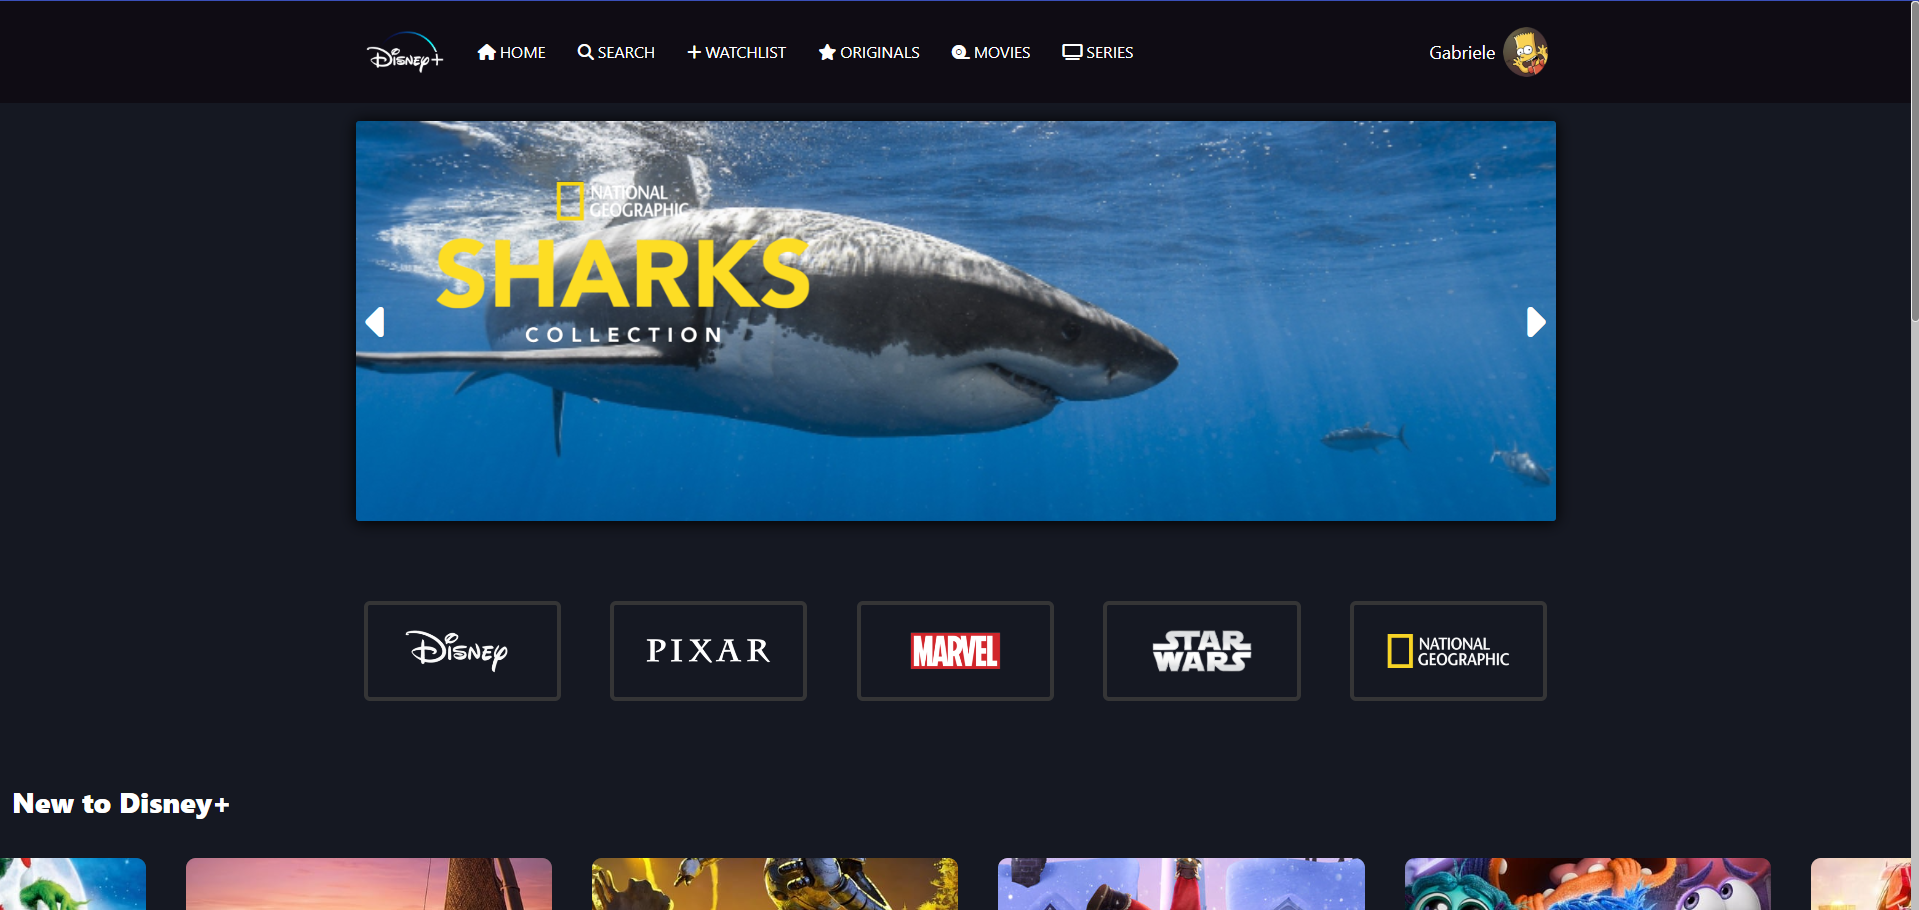 Disney+ HOME SEARCH WATCHLIST ORIGINALS MOVIES SERIES Gabriele
NATIONAL
GEOGRAPHIC
SHARKS
COLLECTION
Disney PIXAR MARVEL STAR WARS NATIONAL GEOGRAPHIC
New to Disney+